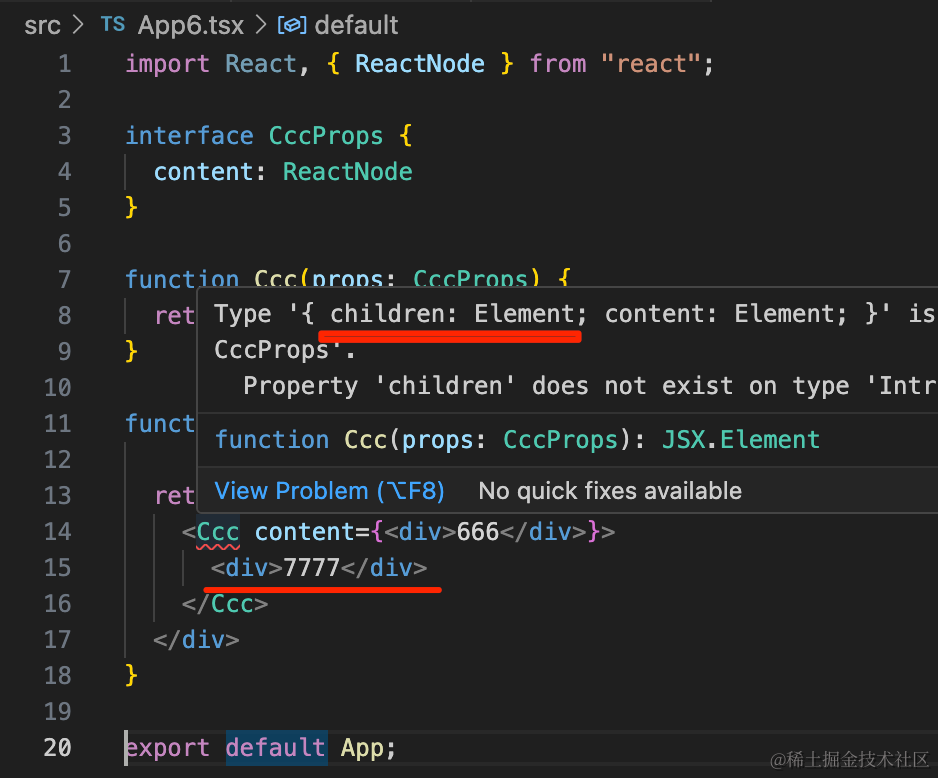 src > TS App6.tsx > default
1 import React, { ReactNode } from "react";
2
3 interface CccProps {
4 content: ReactNode
5 }
6
7 function Ccc(props: CccProps) {
8 ret
Type '{ children: Element; content: Element; }' is
9 }
CccProps'.
10
Property 'children' does not exist on type 'Intr
11 funct
function Ccc(props: CccProps): JSX.Element
12
13 ret
View Problem (⌥F8) No quick fixes available
14 <Ccc content={<div>666</div>}>
15 <div>7777</div>
16 </Ccc>
17 </div>
18 }
19
20 export default App;
@稀土掘金技术社区